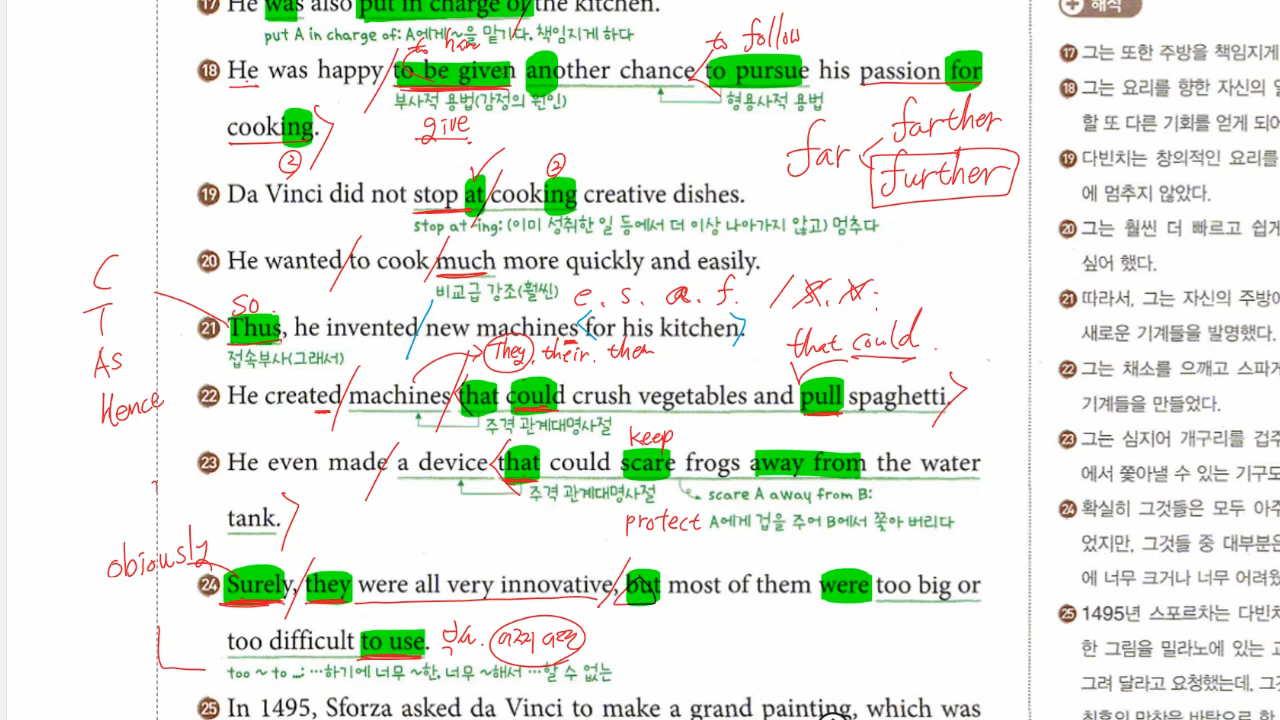 17 He was also put in charge of the kitchen.
put A in charge of: A에게 ~을 맡기다, 책임지게 하다
to follow
18 He was happy to be given another chance to pursue his passion for
부사적 용법(감정의 원인) 형용사적 용법
cooking.
② give
far farther
further
②
19 Da Vinci did not stop at cooking creative dishes.
stop at -ing: (이미 성취한 일 등에서 더 이상 나아가지 않고) 멈추다
20 He wanted to cook much more quickly and easily.
비교급 강조(훨씬)
C
T
As
Hence
so e. s. a. f.
21 Thus, he invented new machines for his kitchen.
접속부사(그래서)
They, their, them
that could
22 He created machines that could crush vegetables and pull spaghetti.
주격 관계대명사절
keep
23 He even made a device that could scare frogs away from the water
주격 관계대명사절 scare A away from B:
tank.
protect A에게 겁을 주어 B에서 쫓아 버리다
obiously
24 Surely, they were all very innovative, but most of them were too big or
too difficult to use. 부사.
too ~ to ...: …하기에 너무 ~한, 너무 ~해서 …할 수 없는
25 In 1495, Sforza asked da Vinci to make a grand painting, which was
해석
17 그는 또한 주방을 책임지게
18 그는 요리를 향한 자신의 열
할 또 다른 기회를 얻게 되어
19 다빈치는 창의적인 요리를
에 멈추지 않았다.
20 그는 훨씬 더 빠르고 쉽게
싶어 했다.
21 따라서, 그는 자신의 주방에
새로운 기계들을 발명했다.
22 그는 채소를 으깨고 스파게
기계들을 만들었다.
23 그는 심지어 개구리를 겁주
에서 쫓아낼 수 있는 기구도
24 확실히 그것들은 모두 아주
었지만, 그것들 중 대부분은
에 너무 크거나 너무 어려웠
25 1495년 스포르차는 다빈치
한 그림을 밀라노에 있는 교
그려 달라고 요청했는데, 그것